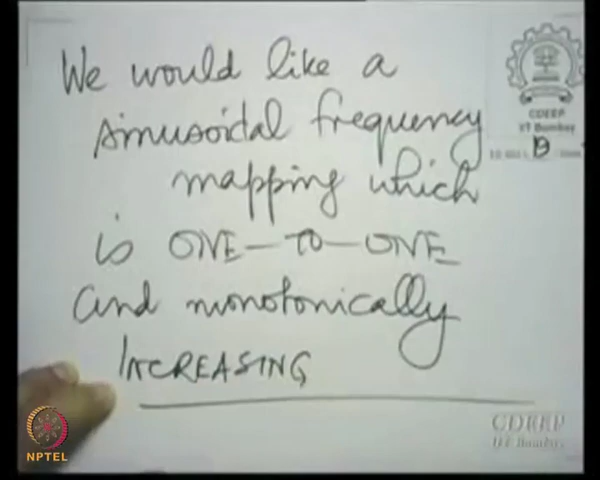 We would like a
sinusoidal frequency
mapping which
is ONE-TO-ONE
and monotonically
INCREASING
CDEEP
IIT Bombay
CDEEP
IIT Bombay
NPTEL